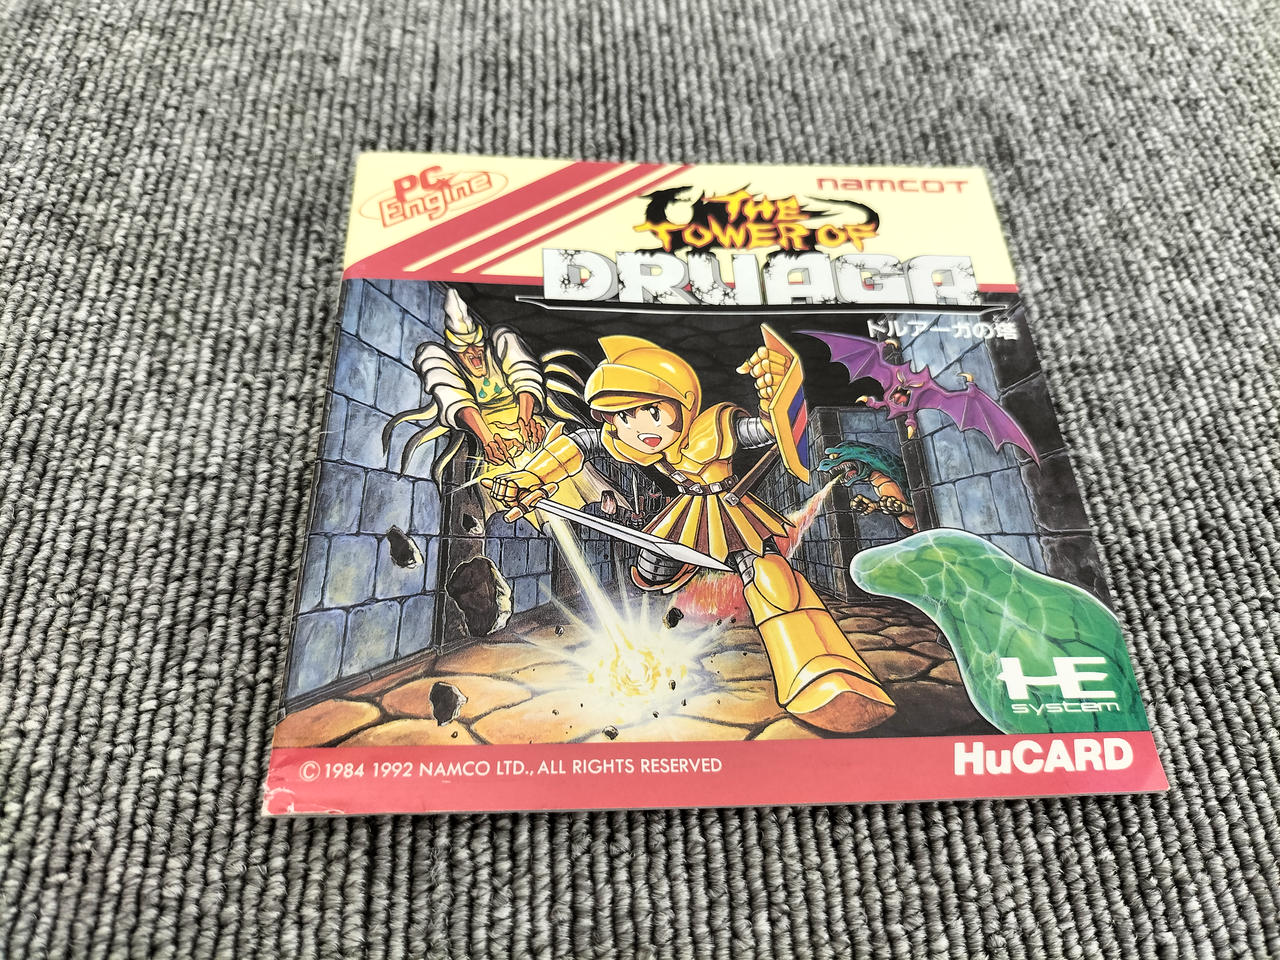 PC Engine
namcot
THE
TOWER OF
DRUAGA
ドルアーガの塔
HE
system
HuCARD
© 1984 1992 NAMCO LTD., ALL RIGHTS RESERVED